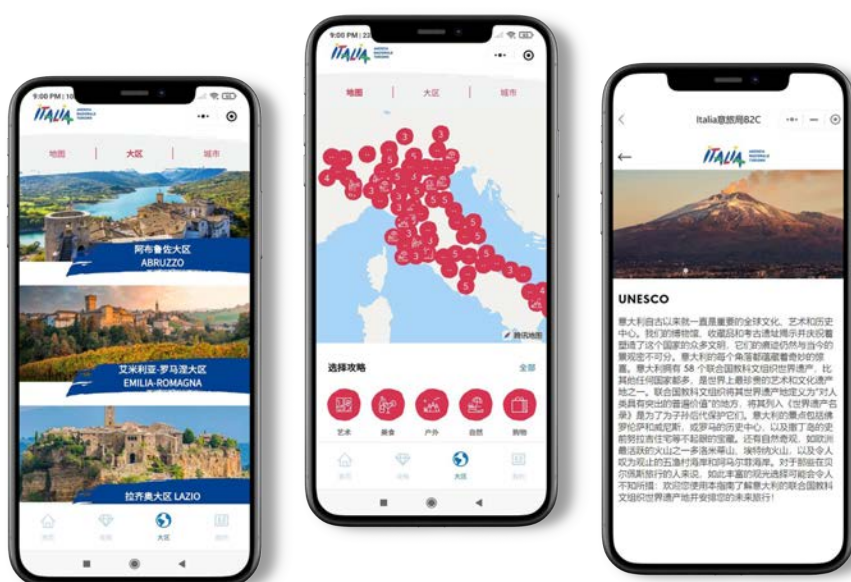 9:00 PM | 10
ITALIA AGENZIA NAZIONALE TURISMO
地图 | 大区 | 城市
阿布鲁佐大区
ABRUZZO
艾米利亚-罗马涅大区
EMILIA-ROMAGNA
拉齐奥大区 LAZIO
首页
大区
我的
9:00 PM | 23
ITALIA AGENZIA NAZIONALE TURISMO
地图 | 大区 | 城市
腾讯地图
选择攻略
全部
艺术
美食
户外
自然
购物
首页
大区
我的
Italia意旅局B2C
ITALIA AGENZIA NAZIONALE TURISMO
UNESCO
意大利自古以来就一直是重要的全球文化、艺术和历史
中心。我们的博物馆、收藏品和考古遗址揭示并庆祝着
塑造了这个国家的众多文明，它们的痕迹仍然与当今的
景观密不可分。意大利的每个角落都蕴藏着奇妙的惊
喜。意大利拥有 58 个联合国教科文组织世界遗产，比
其他任何国家都多，是世界上最珍贵的艺术和文化遗产
地之一。联合国教科文组织将其世界遗产地定义为“对人
类具有突出的普遍价值”的地方，将其列入《世界遗产名
录》是为了为子孙后代保护它们。意大利的景点包括佛
罗伦萨和威尼斯，或罗马的历史中心，以及撒丁岛的史
前努拉吉住宅等不起眼的宝藏。还有自然奇观，如欧洲
最活跃的火山之一多洛米蒂山、埃特纳火山，以及令人
叹为观止的五渔村海岸和阿马尔菲海岸。对于那些在贝
尔佩斯旅行的人来说，如此丰富的观光选择可能会令人
不知所措：欢迎您使用本指南了解意大利的联合国教科
文组织世界遗产地并安排您的未来旅行！